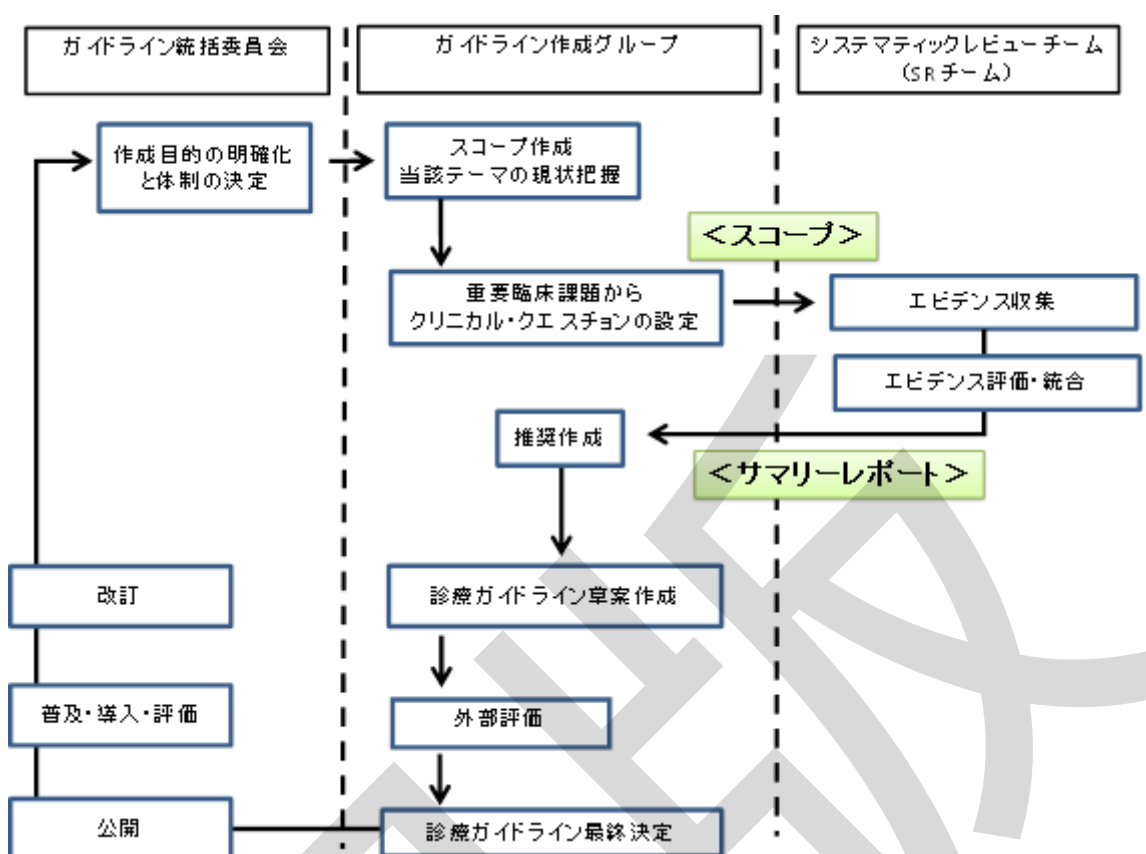 ガイドライン統括委員会
ガイドライン作成グループ
システマティックレビューチーム
（SRチーム）
作成目的の明確化
と体制の決定
スコープ作成
当該テーマの現状把握
＜スコープ＞
重要臨床課題から
クリニカル・クエスチョンの設定
エビデンス収集
エビデンス評価・統合
推奨作成
＜サマリーレポート＞
改訂
診療ガイドライン草案作成
普及・導入・評価
外部評価
公開
診療ガイドライン最終決定
版